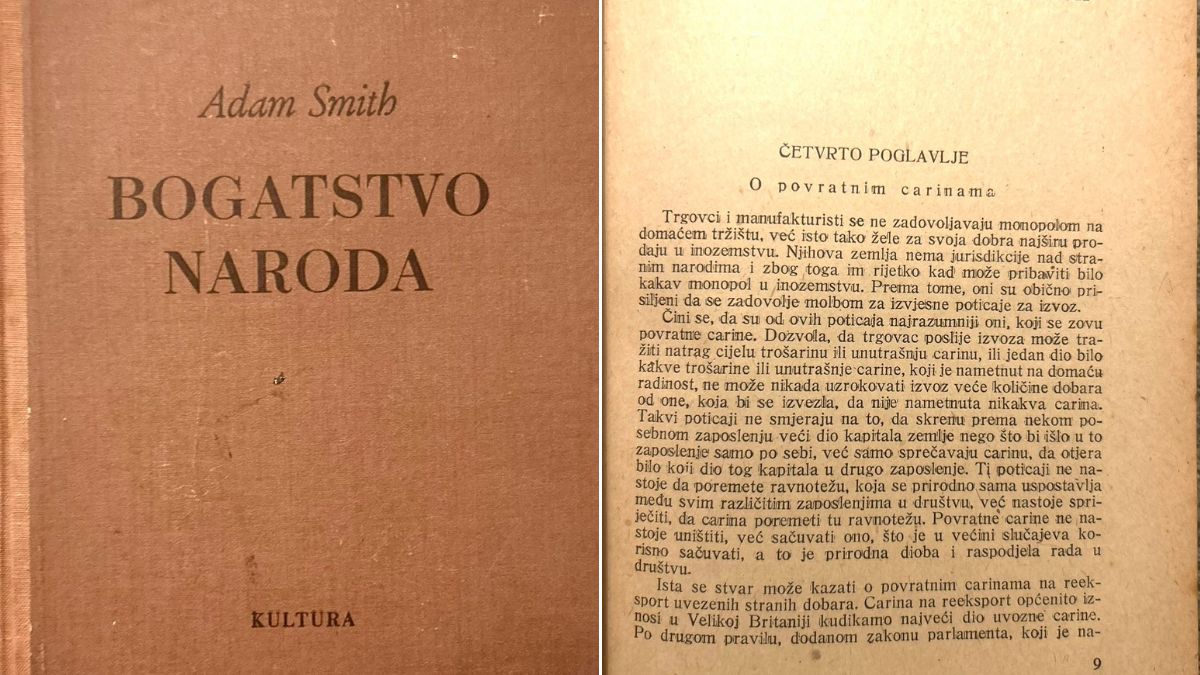 Adam Smith
BOGATSTVO
NARODA
KULTURA
ČETVRTO POGLAVLJE
O povratnim carinama
Trgovci i manufakturisti se ne zadovoljavaju monopolom na
domaćem tržištu, već isto tako žele za svoja dobra najširu pro-
daju u inozemstvu. Njihova zemlja nema jurisdikcije nad stra-
nim narodima i zbog toga im rijetko kad može pribaviti bilo
kakav monopol u inozemstvu. Prema tome, oni su obično pri-
siljeni da se zadovolje molbom za izvjesne poticaje za izvoz.
Čini se, da su od ovih poticaja najrazumniji oni, koji se zovu
povratne carine. Dozvola, da trgovac poslije izvoza može tra-
žiti natrag cijelu trošarinu ili unutrašnju carinu, ili jedan dio bilo
kakve trošarine ili unutrašnje carine, koji je nametnut na domaću
radinost, ne može nikada uzrokovati izvoz veće količine dobara
od one, koja bi se izvezla, da nije nametnuta nikakva carina.
Takvi poticaji ne smjeraju na to, da skrenu prema nekom po-
sebnom zaposlenju veći dio kapitala zemlje nego što bi išlo u to
zaposlenje samo po sebi, već samo sprečavaju carinu, da otjera
bilo koji dio tog kapitala u drugo zaposlenje. Ti poticaji ne na-
stoje da poremete ravnotežu, koja se prirodno sama uspostavlja
među svim različitim zaposlenjima u društvu, već nastoje spri-
ječiti, da carina poremeti tu ravnotežu. Povratne carine ne na-
stoje uništiti, već sačuvati ono, što je u većini slučajeva ko-
risno sačuvati, a to je prirodna dioba i raspodjela rada u
društvu.
Ista se stvar može kazati o povratnim carinama na reek-
sport uvezenih stranih dobara. Carina na reeksport općenito iz-
nosi u Velikoj Britaniji kudikamo najveći dio uvozne carine.
Po drugom pravilu, dodanom zakonu parlamenta, koji je na-
9